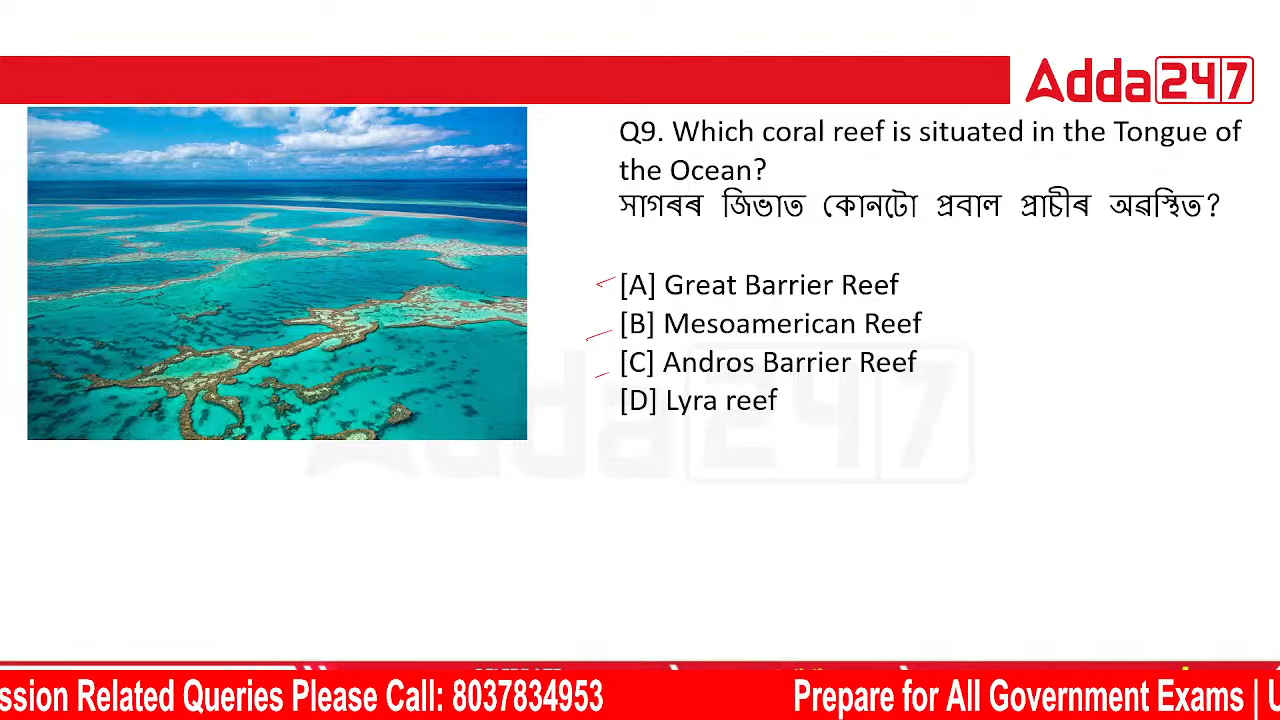 Adda247
Q9. Which coral reef is situated in the Tongue of
the Ocean?
সাগৰৰ জিভাত কোনটো প্ৰবাল প্ৰাচীৰ অৱস্থিত?
[A] Great Barrier Reef
[B] Mesoamerican Reef
[C] Andros Barrier Reef
[D] Lyra reef
Adda247
ssion Related Queries Please Call: 8037834953 Prepare for All Government Exams |